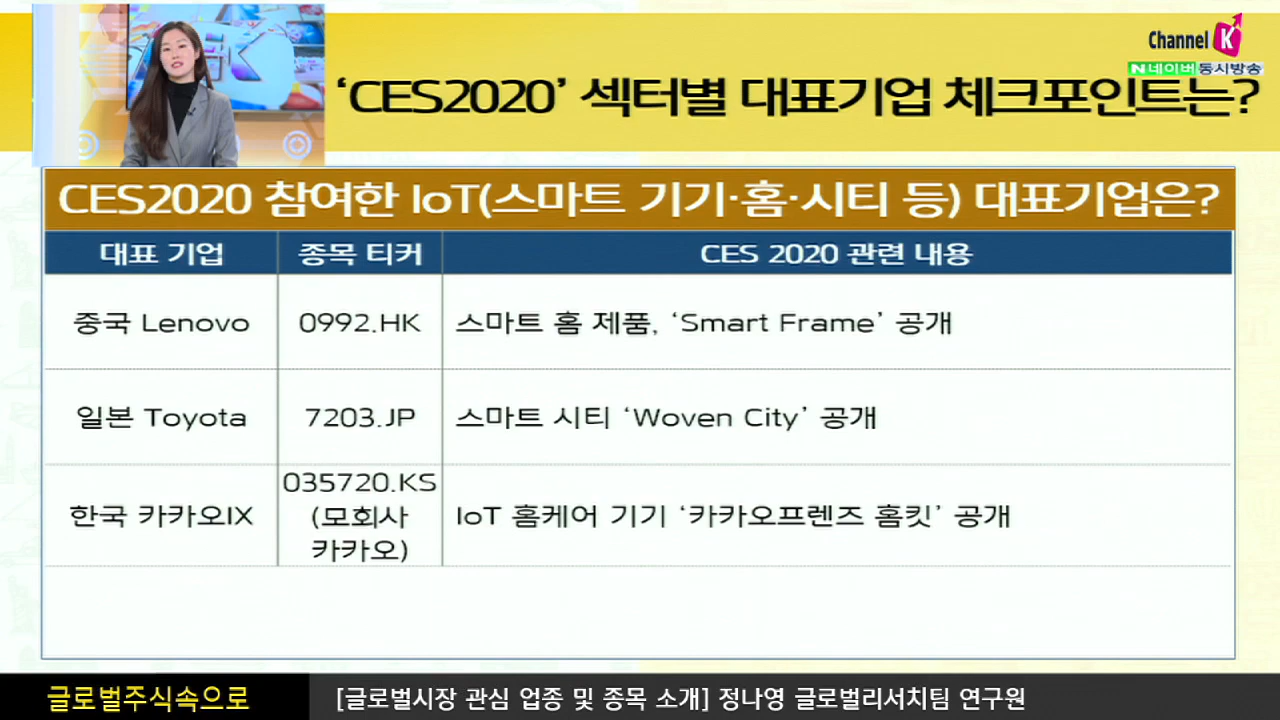 Channel K
N 네이버 동시방송
‘CES2020’ 섹터별 대표기업 체크포인트는?
CES2020 참여한 IoT(스마트 기기·홈·시티 등) 대표기업은?
대표 기업 종목 티커 CES 2020 관련 내용
중국 Lenovo 0992.HK 스마트 홈 제품, ‘Smart Frame’ 공개
일본 Toyota 7203.JP 스마트 시티 ‘Woven City’ 공개
035720.KS
한국 카카오IX (모회사 IoT 홈케어 기기 ‘카카오프렌즈 홈킷’ 공개
카카오)
글로벌주식속으로 [글로벌시장 관심 업종 및 종목 소개] 정나영 글로벌리서치팀 연구원